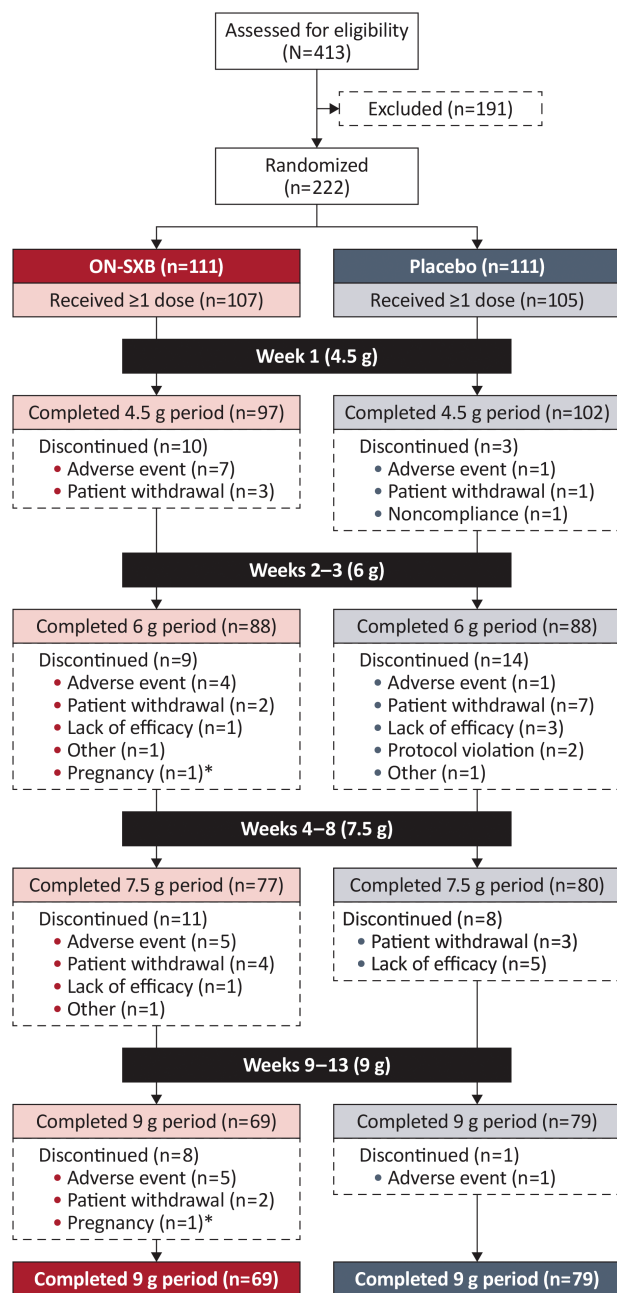 Assessed for eligibility
(N=413)
Excluded (n=191)
Randomized
(n=222)
ON-SXB (n=111)
Received ≥1 dose (n=107)
Placebo (n=111)
Received ≥1 dose (n=105)
Week 1 (4.5 g)
Completed 4.5 g period (n=97)
Discontinued (n=10)
• Adverse event (n=7)
• Patient withdrawal (n=3)
Completed 4.5 g period (n=102)
Discontinued (n=3)
• Adverse event (n=1)
• Patient withdrawal (n=1)
• Noncompliance (n=1)
Weeks 2–3 (6 g)
Completed 6 g period (n=88)
Discontinued (n=9)
• Adverse event (n=4)
• Patient withdrawal (n=2)
• Lack of efficacy (n=1)
• Other (n=1)
• Pregnancy (n=1)*
Completed 6 g period (n=88)
Discontinued (n=14)
• Adverse event (n=1)
• Patient withdrawal (n=7)
• Lack of efficacy (n=3)
• Protocol violation (n=2)
• Other (n=1)
Weeks 4–8 (7.5 g)
Completed 7.5 g period (n=77)
Discontinued (n=11)
• Adverse event (n=5)
• Patient withdrawal (n=4)
• Lack of efficacy (n=1)
• Other (n=1)
Completed 7.5 g period (n=80)
Discontinued (n=8)
• Patient withdrawal (n=3)
• Lack of efficacy (n=5)
Weeks 9–13 (9 g)
Completed 9 g period (n=69)
Discontinued (n=8)
• Adverse event (n=5)
• Patient withdrawal (n=2)
• Pregnancy (n=1)*
Completed 9 g period (n=79)
Discontinued (n=1)
• Adverse event (n=1)
Completed 9 g period (n=69)
Completed 9 g period (n=79)